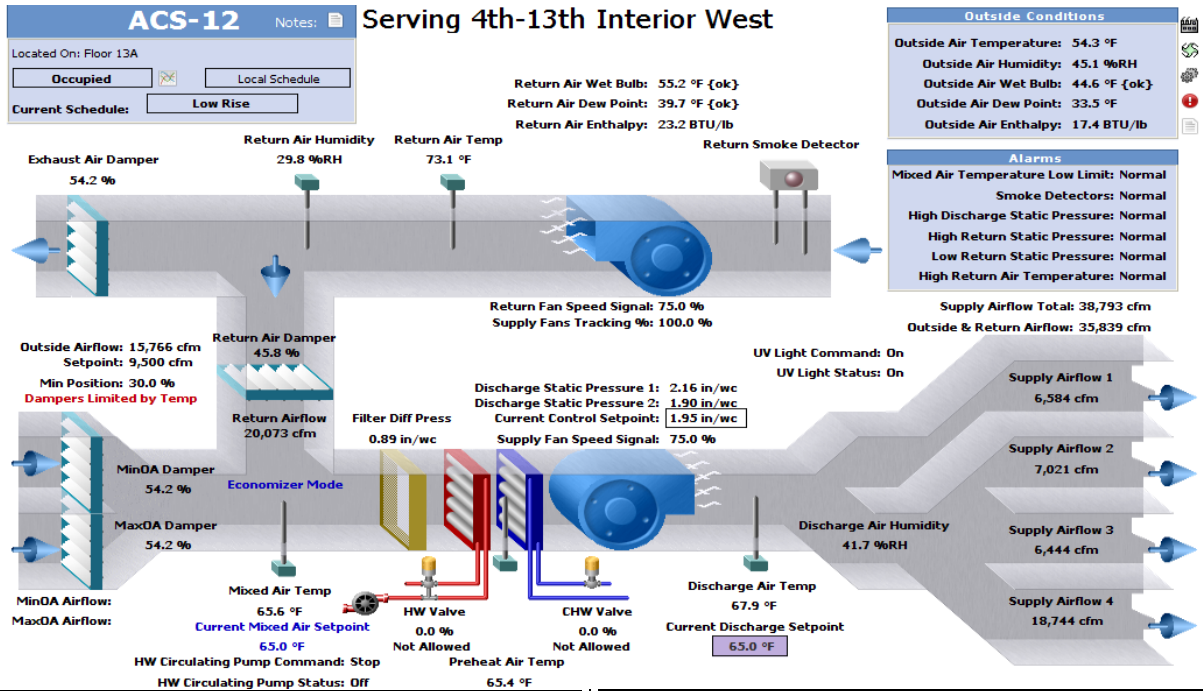 ACS-12 Notes:
Serving 4th-13th Interior West
Located On: Floor 13A
Occupied Local Schedule
Current Schedule: Low Rise
Outside Conditions
Outside Air Temperature: 54.3 °F
Outside Air Humidity: 45.1 %RH
Outside Air Wet Bulb: 44.6 °F {ok}
Outside Air Dew Point: 33.5 °F
Outside Air Enthalpy: 17.4 BTU/lb
Return Air Wet Bulb: 55.2 °F {ok}
Return Air Dew Point: 39.7 °F {ok}
Return Air Enthalpy: 23.2 BTU/lb
Exhaust Air Damper
54.2 %
Return Air Humidity
29.8 %RH
Return Air Temp
73.1 °F
Return Smoke Detector
Alarms
Mixed Air Temperature Low Limit: Normal
Smoke Detectors: Normal
High Discharge Static Pressure: Normal
High Return Static Pressure: Normal
Low Return Static Pressure: Normal
High Return Air Temperature: Normal
Return Fan Speed Signal: 75.0 %
Supply Fans Tracking %: 100.0 %
Supply Airflow Total: 38,793 cfm
Outside & Return Airflow: 35,839 cfm
Outside Airflow: 15,766 cfm
Setpoint: 9,500 cfm
Min Position: 30.0 %
Dampers Limited by Temp
Return Air Damper
45.8 %
Return Airflow
20,073 cfm
UV Light Command: On
UV Light Status: On
Discharge Static Pressure 1: 2.16 in/wc
Discharge Static Pressure 2: 1.90 in/wc
Current Control Setpoint: 1.95 in/wc
Supply Fan Speed Signal: 75.0 %
Filter Diff Press
0.89 in/wc
Supply Airflow 1
6,584 cfm
Supply Airflow 2
7,021 cfm
Supply Airflow 3
6,444 cfm
Supply Airflow 4
18,744 cfm
MinOA Damper
54.2 %
Economizer Mode
MaxOA Damper
54.2 %
Discharge Air Humidity
41.7 %RH
MinOA Airflow:
MaxOA Airflow:
Mixed Air Temp
65.6 °F
Current Mixed Air Setpoint
65.0 °F
HW Valve
0.0 %
Not Allowed
CHW Valve
0.0 %
Not Allowed
Discharge Air Temp
67.9 °F
Current Discharge Setpoint
65.0 °F
HW Circulating Pump Command: Stop
HW Circulating Pump Status: Off
Preheat Air Temp
65.4 °F